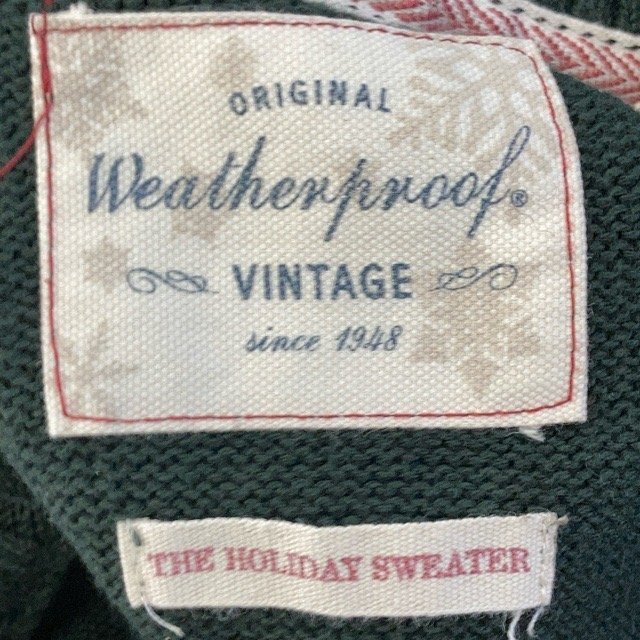 ORIGINAL
Weatherproof®
VINTAGE
since 1948
THE HOLIDAY SWEATER